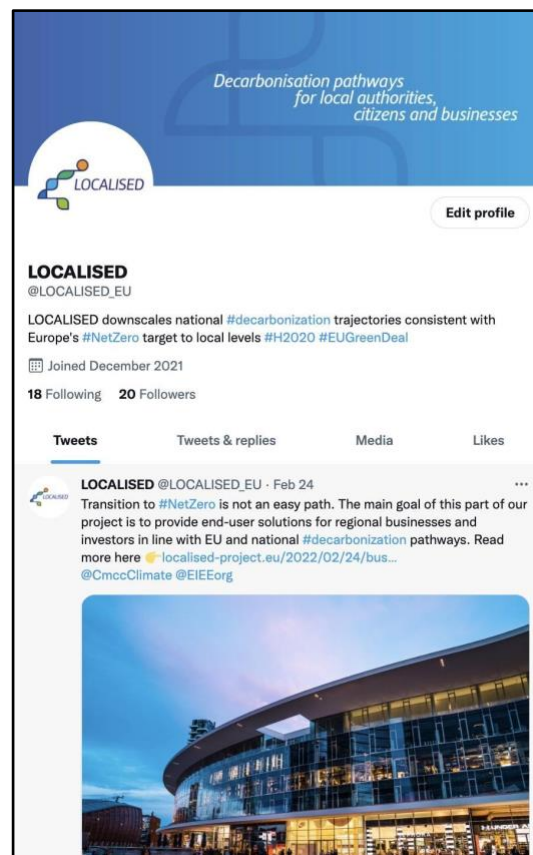 Decarbonisation pathways
for local authorities,
citizens and businesses
LOCALISED
Edit profile
LOCALISED
@LOCALISED_EU
LOCALISED downscales national #decarbonization trajectories consistent with
Europe's #NetZero target to local levels #H2020 #EUGreenDeal
Joined December 2021
18 Following 20 Followers
Tweets Tweets & replies Media Likes
LOCALISED
LOCALISED @LOCALISED_EU · Feb 24
Transition to #NetZero is not an easy path. The main goal of this part of our
project is to provide end-user solutions for regional businesses and
investors in line with EU and national #decarbonization pathways. Read
more here 👉localised-project.eu/2022/02/24/bus...
@CmccClimate @EIEEorg